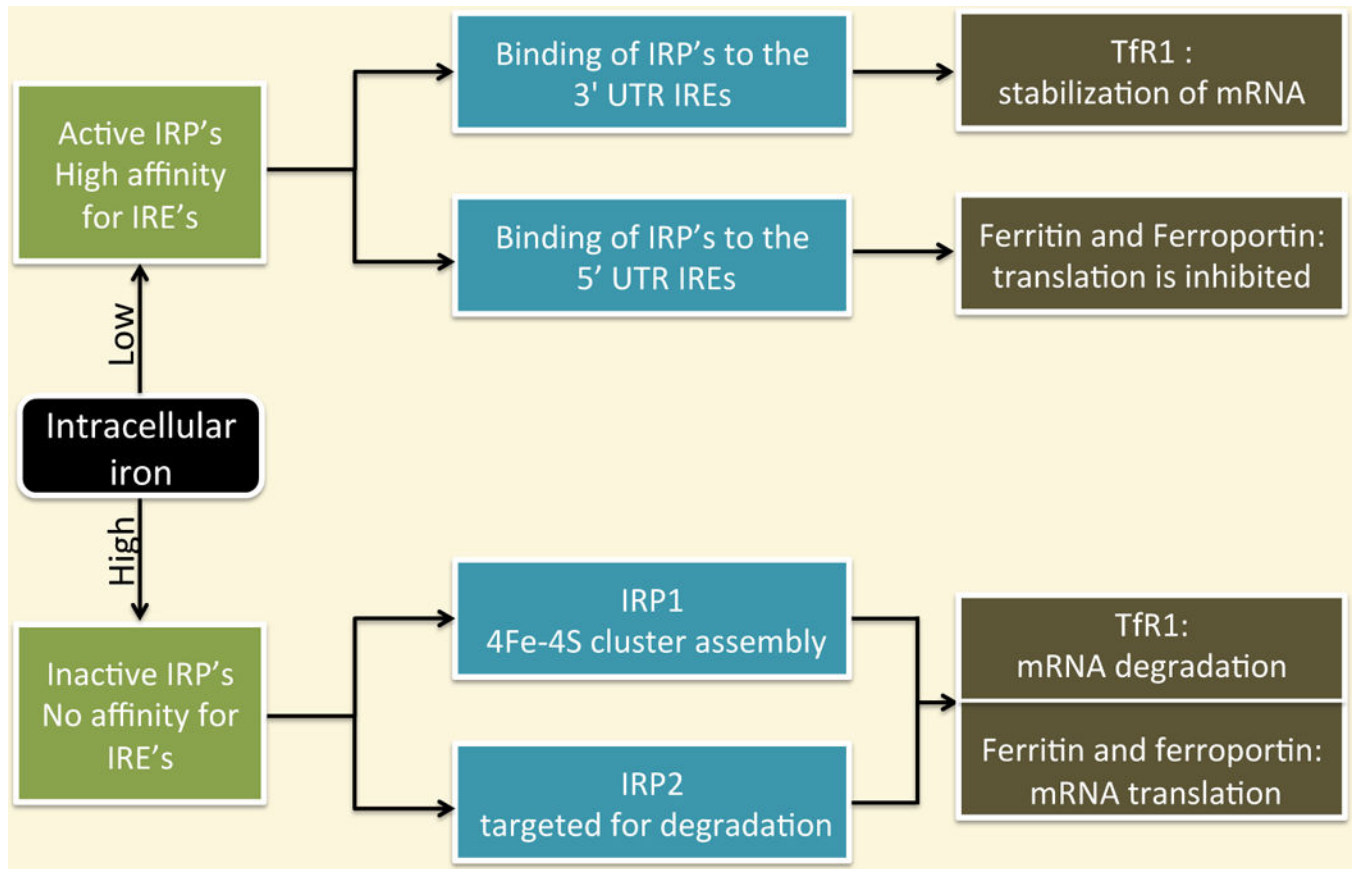 Binding of IRP's to the
3' UTR IREs
TfR1 :
stabilization of mRNA
Active IRP's
High affinity
for IRE's
Binding of IRP's to the
5’ UTR IREs
Ferritin and Ferroportin:
translation is inhibited
Low
Intracellular
iron
High
Inactive IRP's
No affinity for
IRE's
IRP1
4Fe-4S cluster assembly
IRP2
targeted for degradation
TfR1:
mRNA degradation
Ferritin and ferroportin:
mRNA translation